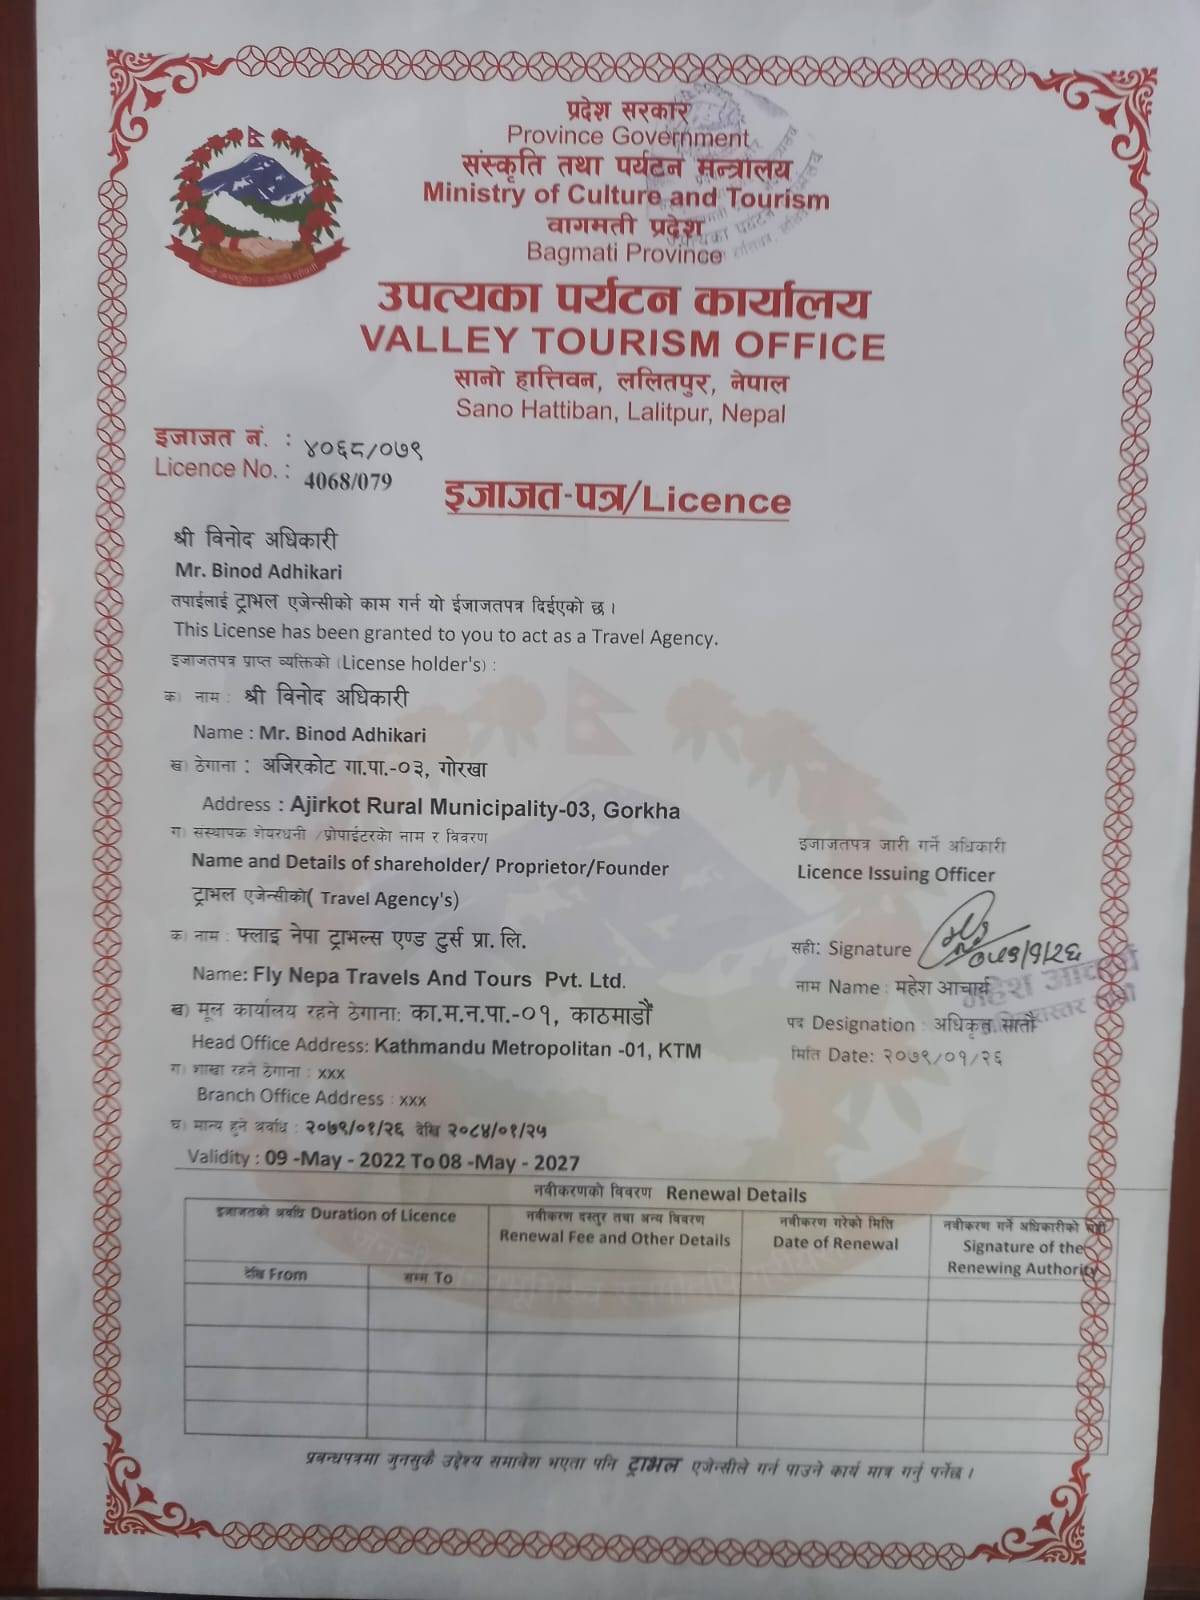 प्रदेश सरकार
Province Government
संस्कृति तथा पर्यटन मन्त्रालय
Ministry of Culture and Tourism
वागमती प्रदेश
Bagmati Province
उपत्यका पर्यटन कार्यालय
VALLEY TOURISM OFFICE
सानो हात्तिवन, ललितपुर, नेपाल
Sano Hattiban, Lalitpur, Nepal
इजाजत नं. : ४०६८/०७९
Licence No. : 4068/079
इजाजत-पत्र/Licence
श्री विनोद अधिकारी
Mr. Binod Adhikari
तपाईलाई ट्राभल एजेन्सीको काम गर्न यो ईजाजतपत्र दिईएको छ ।
This License has been granted to you to act as a Travel Agency.
इजाजतपत्र प्राप्त व्यक्तिको (License holder's) :
क) नाम : श्री विनोद अधिकारी
Name : Mr. Binod Adhikari
ख) ठेगाना : अजिरकोट गा.पा.-०३, गोरखा
Address : Ajirkot Rural Municipality-03, Gorkha
ग) संस्थापक शेयरधनी /प्रोपाईटरको नाम र विवरण
Name and Details of shareholder/ Proprietor/Founder
ट्राभल एजेन्सीको( Travel Agency's)
क) नाम : फ्लाइ नेपा ट्राभल्स एण्ड टुर्स प्रा. लि.
Name: Fly Nepa Travels And Tours Pvt. Ltd.
ख) मूल कार्यालय रहने ठेगाना: का.म.न.पा.-०१, काठमाडौं
Head Office Address: Kathmandu Metropolitan -01, KTM
ग) शाखा रहने ठेगाना : xxx
Branch Office Address : xxx
घ) मान्य हुने अवधि : २०७९/०१/२६ देखि २०८४/०१/२५
Validity : 09 -May - 2022 To 08 -May - 2027
इजाजतपत्र जारी गर्ने अधिकारी
Licence Issuing Officer
सही: Signature
नाम Name : महेश आचार्य
पद Designation : अधिकृत सातौं
मिति Date: २०७९/०१/२६
महेश आचार्य
नवीकरणको विवरण Renewal Details
इजाजतको अवधि Duration of Licence
देखि From
सम्म To
नवीकरण दस्तुर तथा अन्य विवरण
Renewal Fee and Other Details
नवीकरण गरेको मिति
Date of Renewal
नवीकरण गर्ने अधिकारीको सही
Signature of the
Renewing Authority
प्रबन्धपत्रमा जुनसुकै उद्देश्य समावेश भएता पनि ट्राभल एजेन्सीले गर्न पाउने कार्य मात्र गर्नु पर्नेछ ।